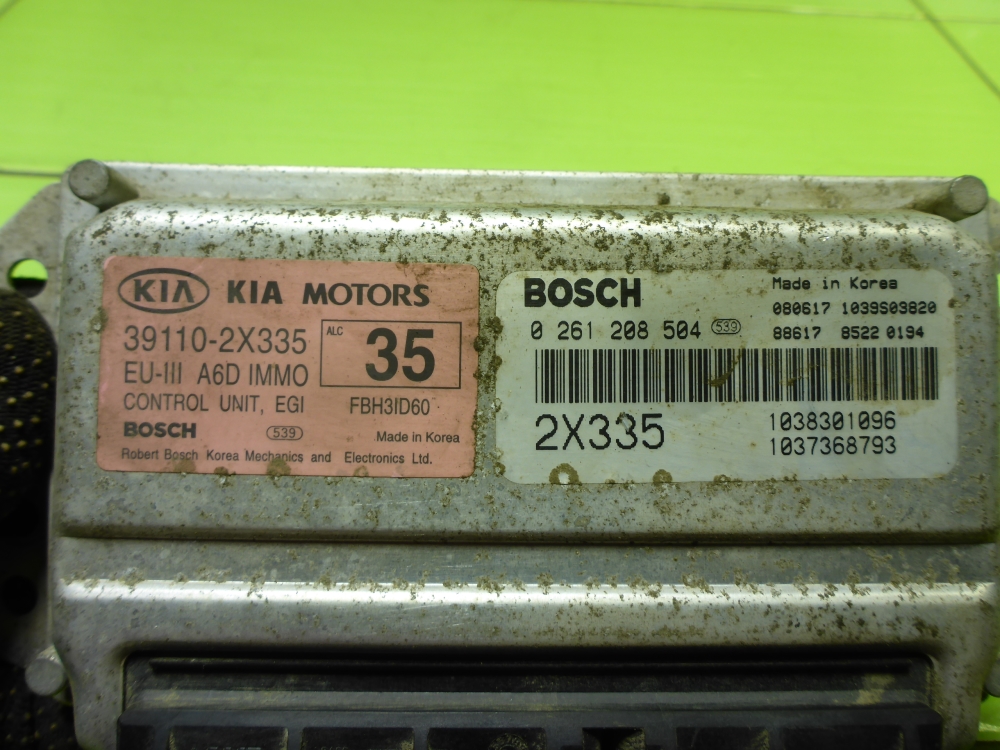 KIA KIA MOTORS
39110-2X335
ALC
35
EU-III A6D IMMO
CONTROL UNIT, EGI
FBH3ID60
BOSCH
539
Made in Korea
Robert Bosch Korea Mechanics and Electronics Ltd.
BOSCH
Made in Korea
080617 1039S03820
0 261 208 504 539
88617 8522 0194
2X335
1038301096
1037368793